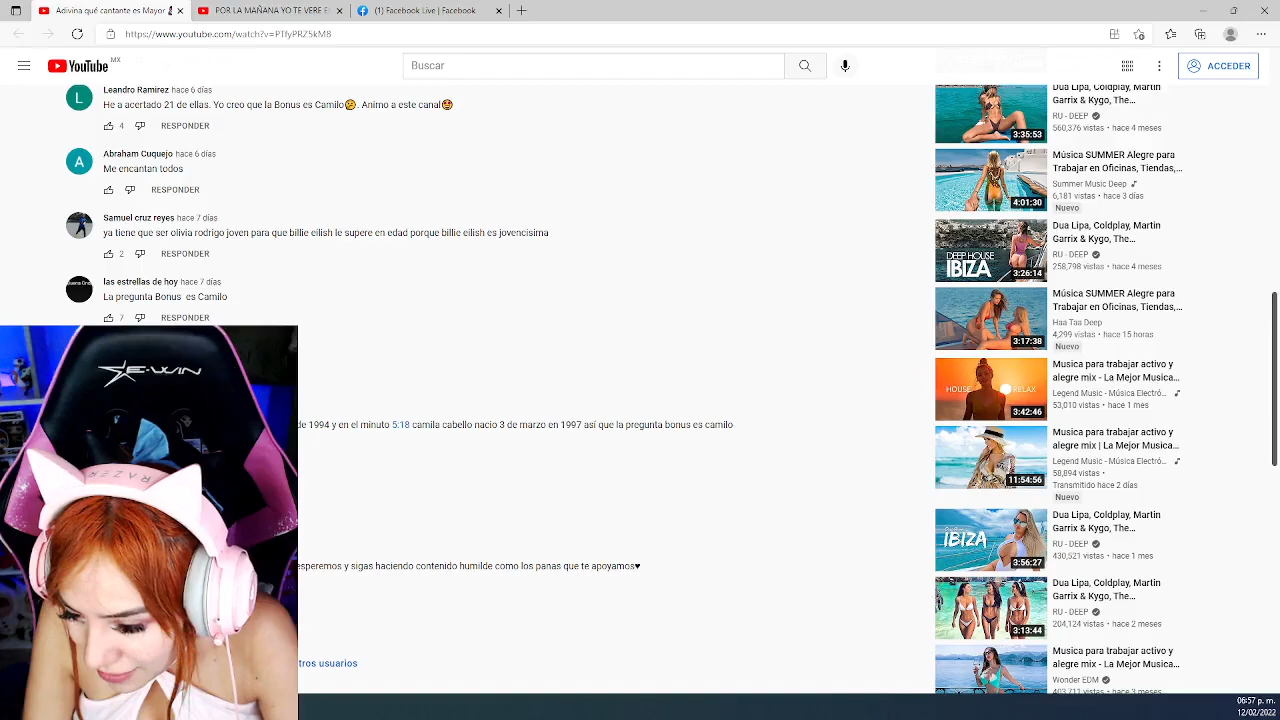 Adivina qué cantante es Mayor
POR LA MAÑANA YO TE VERE F
(1) Facebook Live | Facebook
https://www.youtube.com/watch?v=PTfyPRZ5kM8
YouTube
MX
Buscar
ACCEDER
L
Leandro Ramirez hace 6 días
He a acertado 21 de ellas. Yo creo que la Bonus es Camilo😉. Animo a este canal🤩
4
RESPONDER
A
Abraham Cuquejo hace 6 días
Me encantan todos
RESPONDER
Samuel cruz reyes hace 7 días
ya tiene que ser olivia rodrigo joven para que billie eilish le supere en edad porque billie eilish es jovencisima
2
RESPONDER
las estrellas de hoy hace 7 días
La pregunta Bonus es Camilo
7
RESPONDER
E-WIN
RAZER
de 1994 y en el minuto 5:18 camila cabello nacio 3 de marzo en 1997 así que la pregunta bonus es camilo
sigas haciendo contenido humilde como los panas que te apoyamos♥
tros usuarios
Dua Lipa, Coldplay, Martin
Garrix & Kygo, The...
RU - DEEP
560,376 vistas • hace 4 meses
3:35:53
Música SUMMER Alegre para
Trabajar en Oficinas, Tiendas,...
Summer Music Deep
6,181 vistas • hace 3 días
Nuevo
4:01:30
Dua Lipa, Coldplay, Martin
Garrix & Kygo, The...
RU - DEEP
258,798 vistas • hace 4 meses
DEEP HOUSE
IBIZA
3:26:14
Música SUMMER Alegre para
Trabajar en Oficinas, Tiendas,...
Haa Taa Deep
4,299 vistas • hace 15 horas
Nuevo
3:17:38
Musica para trabajar activo y
alegre mix - La Mejor Musica...
Legend Music - Música Electró...
53,010 vistas • hace 1 mes
HOUSE RELAX
3:42:46
Musica para trabajar activo y
alegre mix | La Mejor Musica...
Legend Music - Música Electró...
58,894 vistas •
Transmitido hace 2 días
Nuevo
11:54:56
Dua Lipa, Coldplay, Martin
Garrix & Kygo, The...
RU - DEEP
430,521 vistas • hace 1 mes
IBIZA
3:56:27
Dua Lipa, Coldplay, Martin
Garrix & Kygo, The...
RU - DEEP
204,124 vistas • hace 2 meses
3:13:44
Musica para trabajar activo y
alegre mix - La Mejor Musica...
Wonder EDM
403,711 vistas • hace 3 meses
06:57 p. m.
12/02/2022